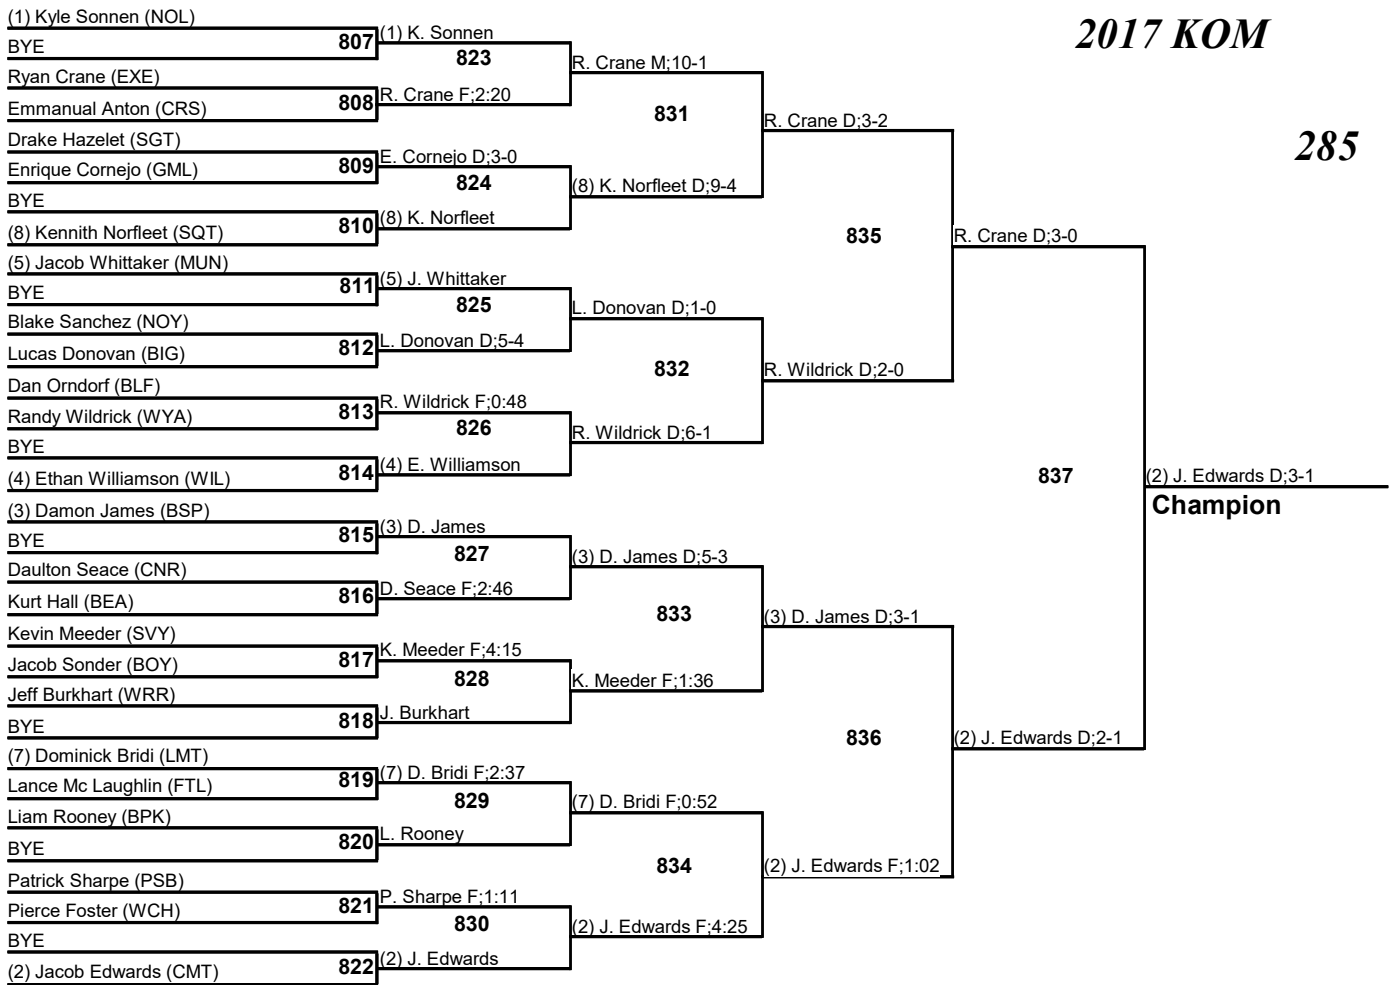 2017 KOM
285
(1) Kyle Sonnen (NOL)
BYE
807
Ryan Crane (EXE)
Emmanual Anton (CRS)
808
Drake Hazelet (SGT)
Enrique Cornejo (GML)
809
BYE
(8) Kennith Norfleet (SQT)
810
(5) Jacob Whittaker (MUN)
BYE
811
Blake Sanchez (NOY)
Lucas Donovan (BIG)
812
Dan Orndorf (BLF)
Randy Wildrick (WYA)
813
BYE
(4) Ethan Williamson (WIL)
814
(3) Damon James (BSP)
BYE
815
Daulton Seace (CNR)
Kurt Hall (BEA)
816
Kevin Meeder (SVY)
Jacob Sonder (BOY)
817
Jeff Burkhart (WRR)
BYE
818
(7) Dominick Bridi (LMT)
Lance Mc Laughlin (FTL)
819
Liam Rooney (BPK)
BYE
820
Patrick Sharpe (PSB)
Pierce Foster (WCH)
821
BYE
(2) Jacob Edwards (CMT)
822
(1) K. Sonnen
823
R. Crane F;2:20
E. Cornejo D;3-0
824
(8) K. Norfleet
(5) J. Whittaker
825
L. Donovan D;5-4
R. Wildrick F;0:48
826
(4) E. Williamson
(3) D. James
827
D. Seace F;2:46
K. Meeder F;4:15
828
J. Burkhart
(7) D. Bridi F;2:37
829
L. Rooney
P. Sharpe F;1:11
830
(2) J. Edwards
R. Crane M;10-1
831
(8) K. Norfleet D;9-4
L. Donovan D;1-0
832
R. Wildrick D;6-1
(3) D. James D;5-3
833
K. Meeder F;1:36
(7) D. Bridi F;0:52
834
(2) J. Edwards F;4:25
R. Crane D;3-2
835
R. Wildrick D;2-0
(3) D. James D;3-1
836
(2) J. Edwards F;1:02
R. Crane D;3-0
837
(2) J. Edwards D;2-1
(2) J. Edwards D;3-1
Champion